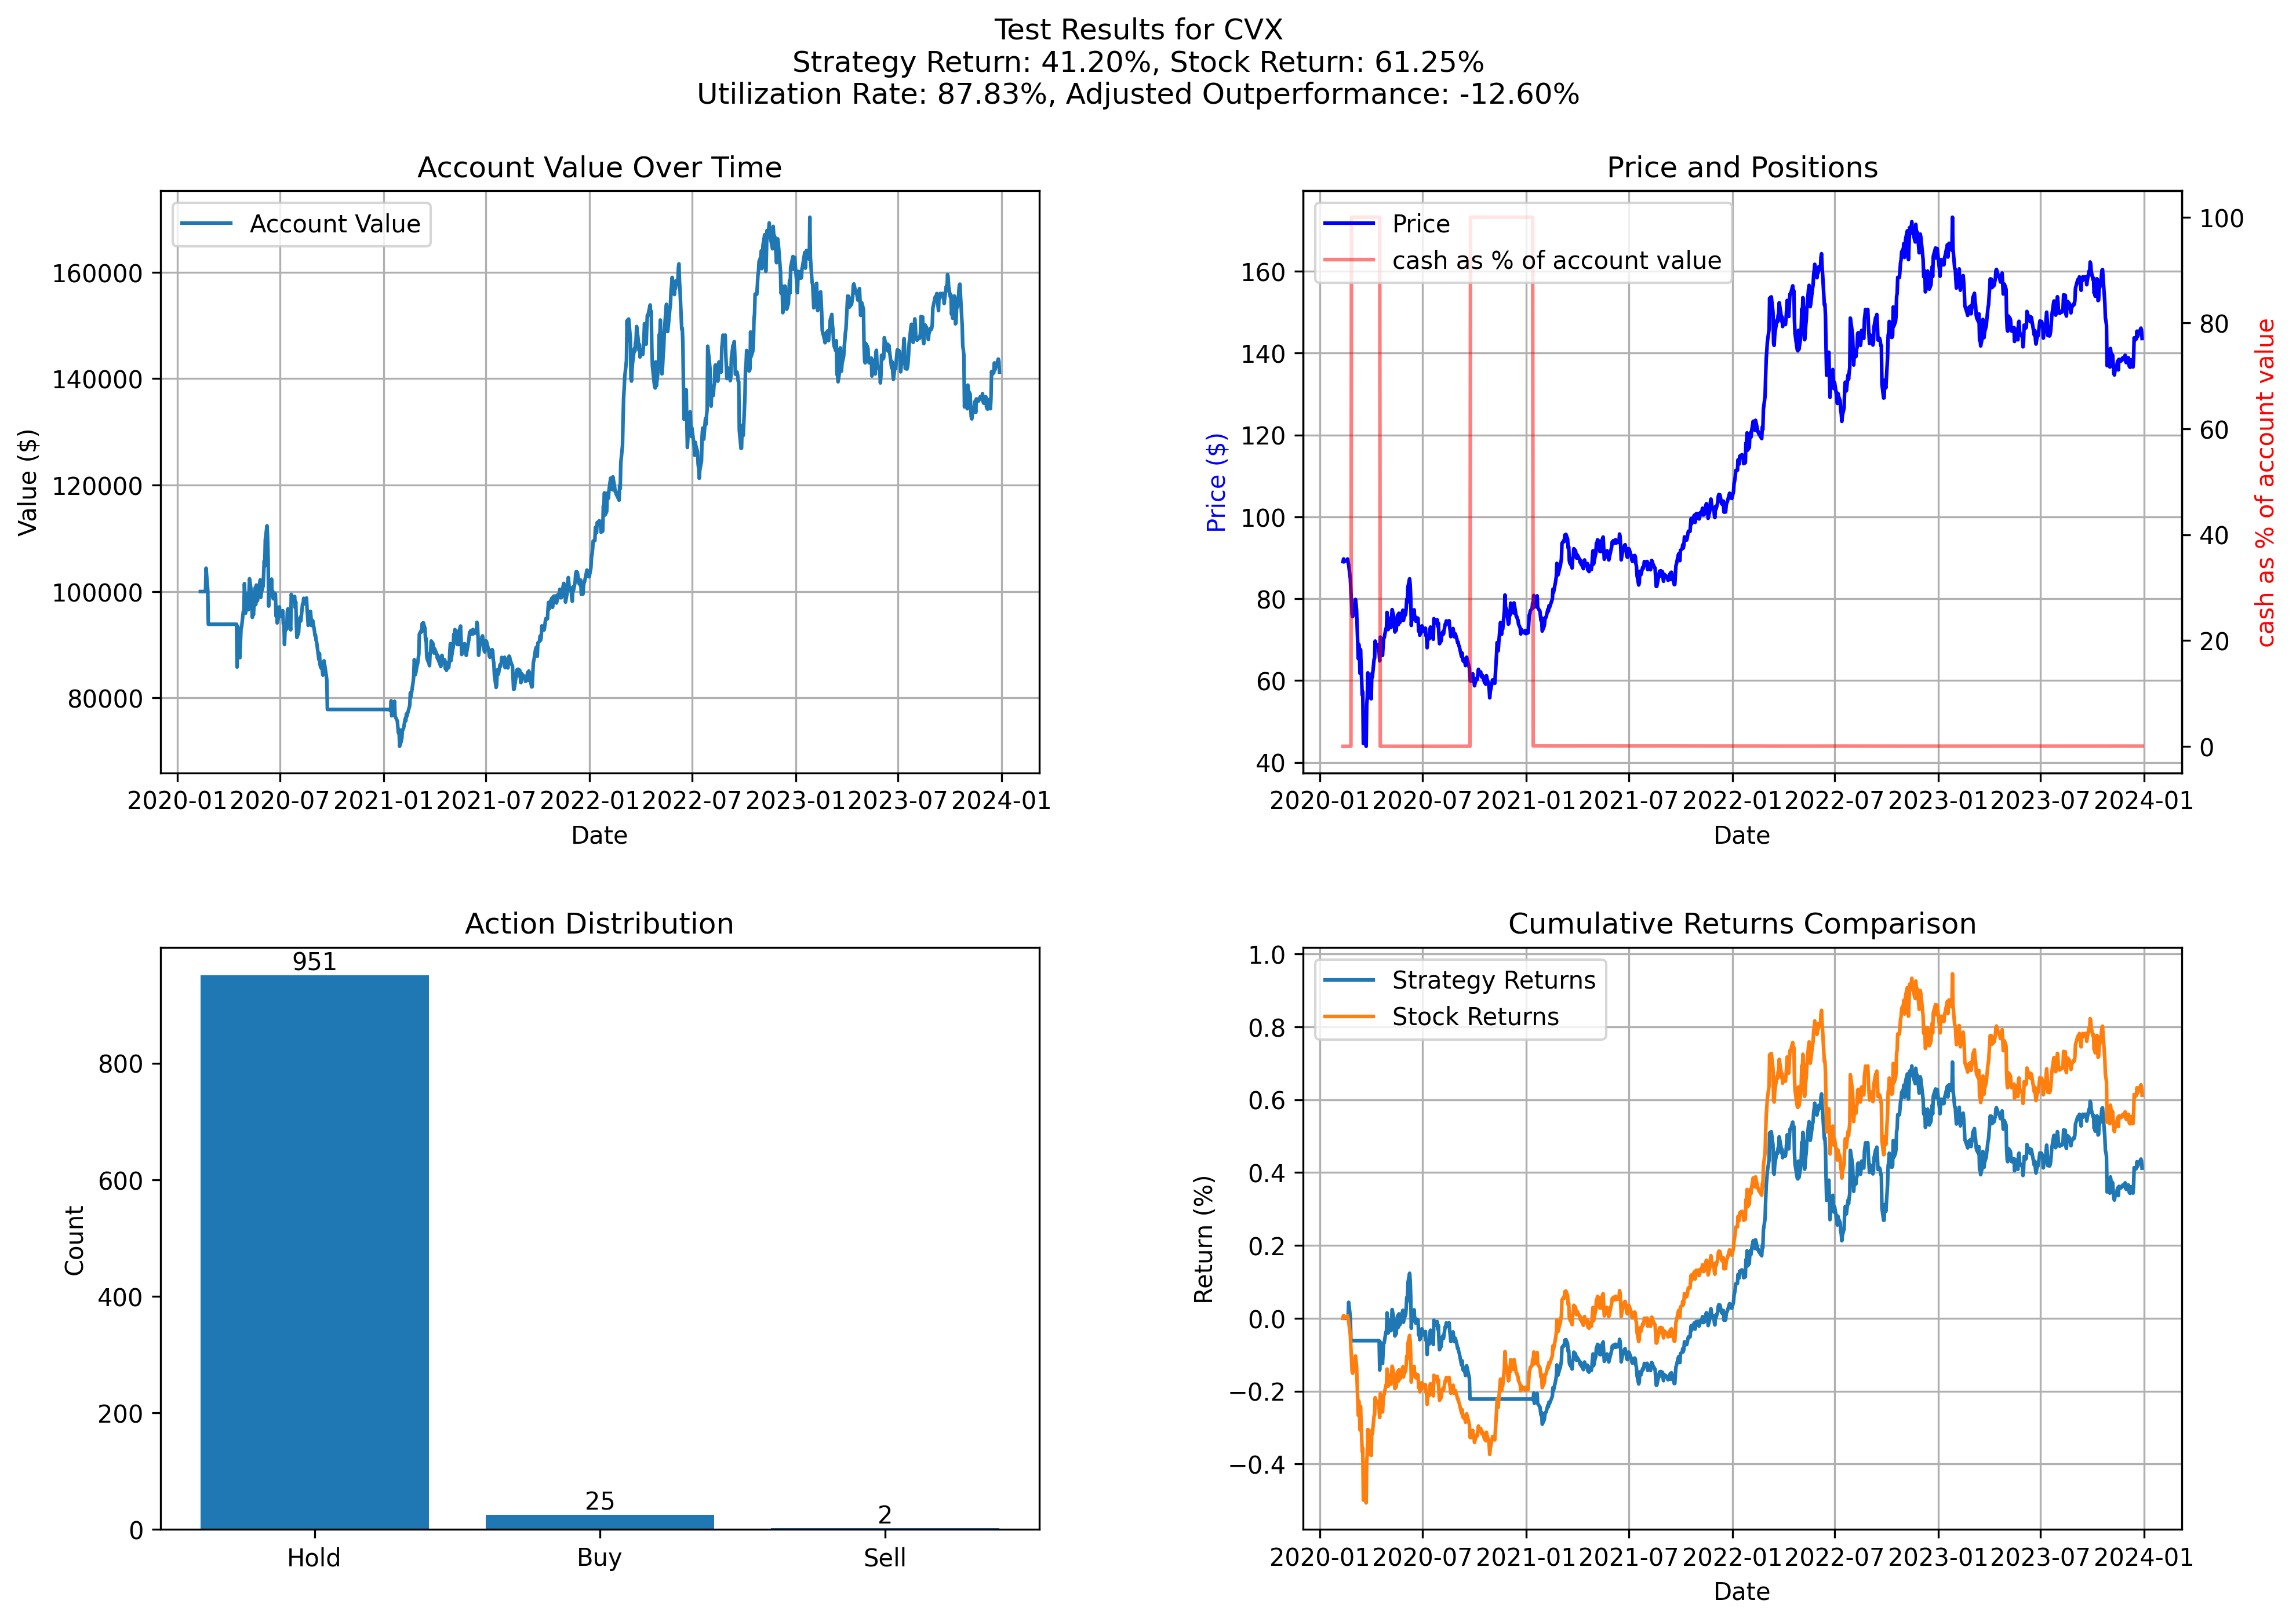 Test Results for CVX
Strategy Return: 41.20%, Stock Return: 61.25%
Utilization Rate: 87.83%, Adjusted Outperformance: -12.60%
Account Value Over Time
Account Value
Value ($)
160000
140000
120000
100000
80000
2020-01 2020-07 2021-01 2021-07 2022-01 2022-07 2023-01 2023-07 2024-01
Date
Price and Positions
Price
cash as % of account value
Price ($)
160
140
120
100
80
60
40
100
80
60
40
20
0
cash as % of account value
2020-01 2020-07 2021-01 2021-07 2022-01 2022-07 2023-01 2023-07 2024-01
Date
Action Distribution
951
25
2
Count
800
600
400
200
0
Hold Buy Sell
Cumulative Returns Comparison
Strategy Returns
Stock Returns
Return (%)
1.0
0.8
0.6
0.4
0.2
0.0
−0.2
−0.4
2020-01 2020-07 2021-01 2021-07 2022-01 2022-07 2023-01 2023-07 2024-01
Date